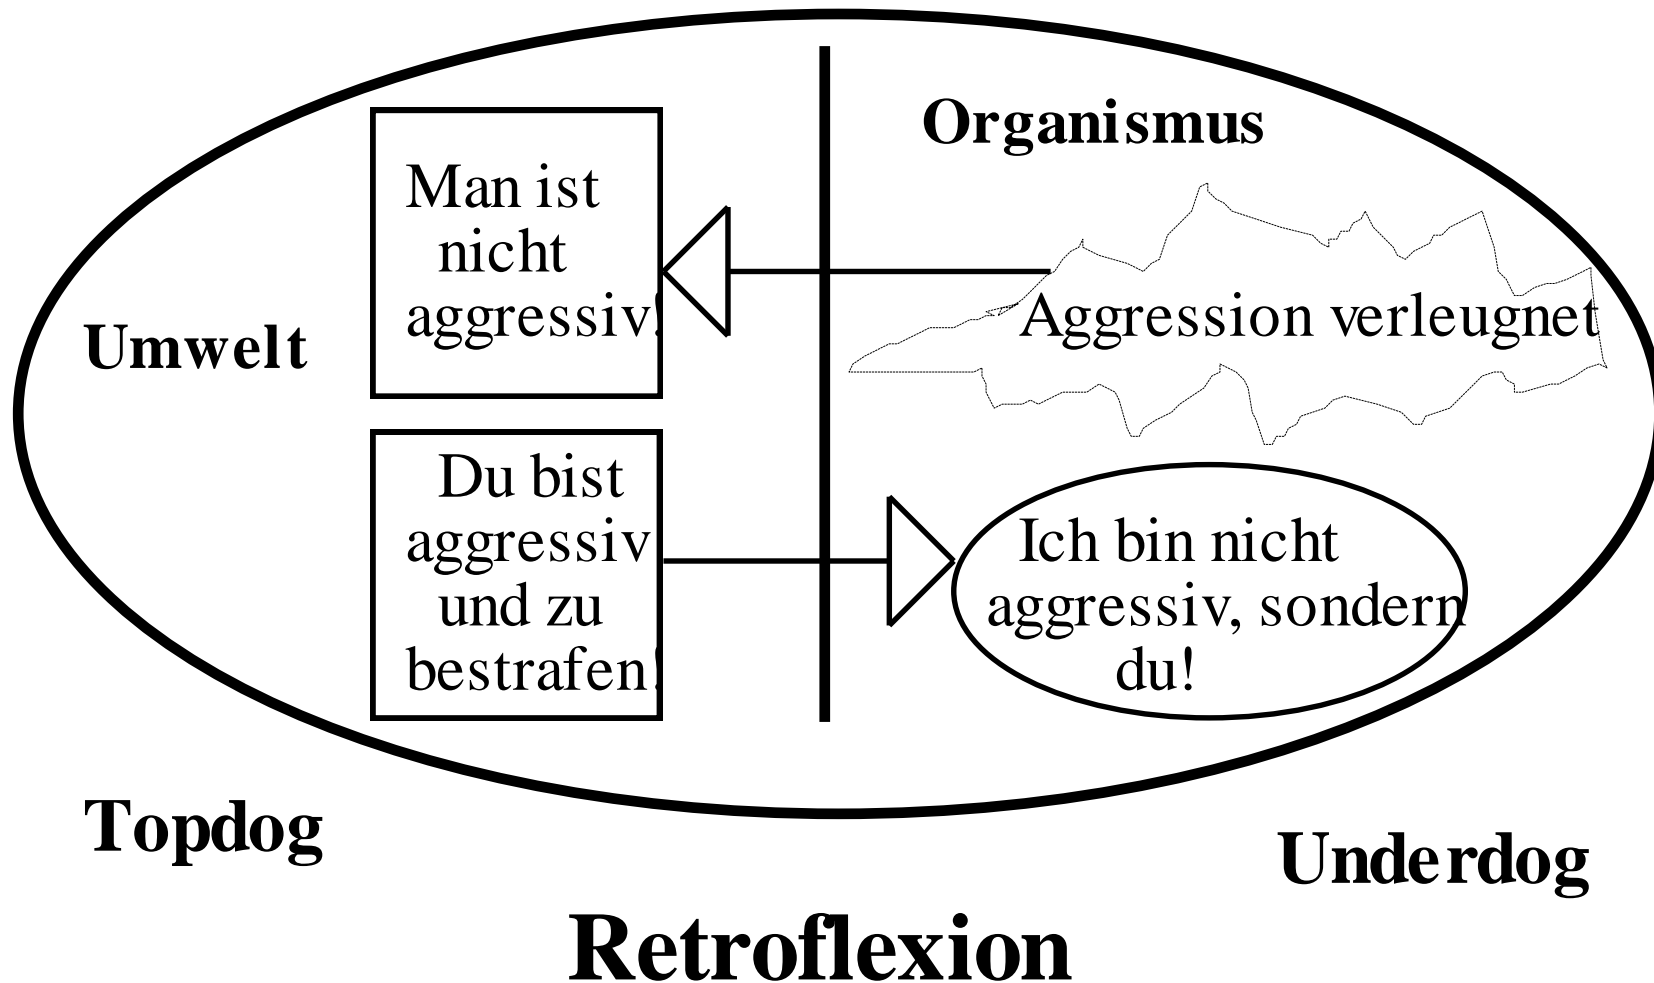 Organismus
Man ist
nicht
aggressiv!
Aggression verleugnet
Umwelt
Du bist
aggressiv
und zu
bestrafen!
Ich bin nicht
aggressiv, sondern
du!
Topdog
Underdog
Retroflexion